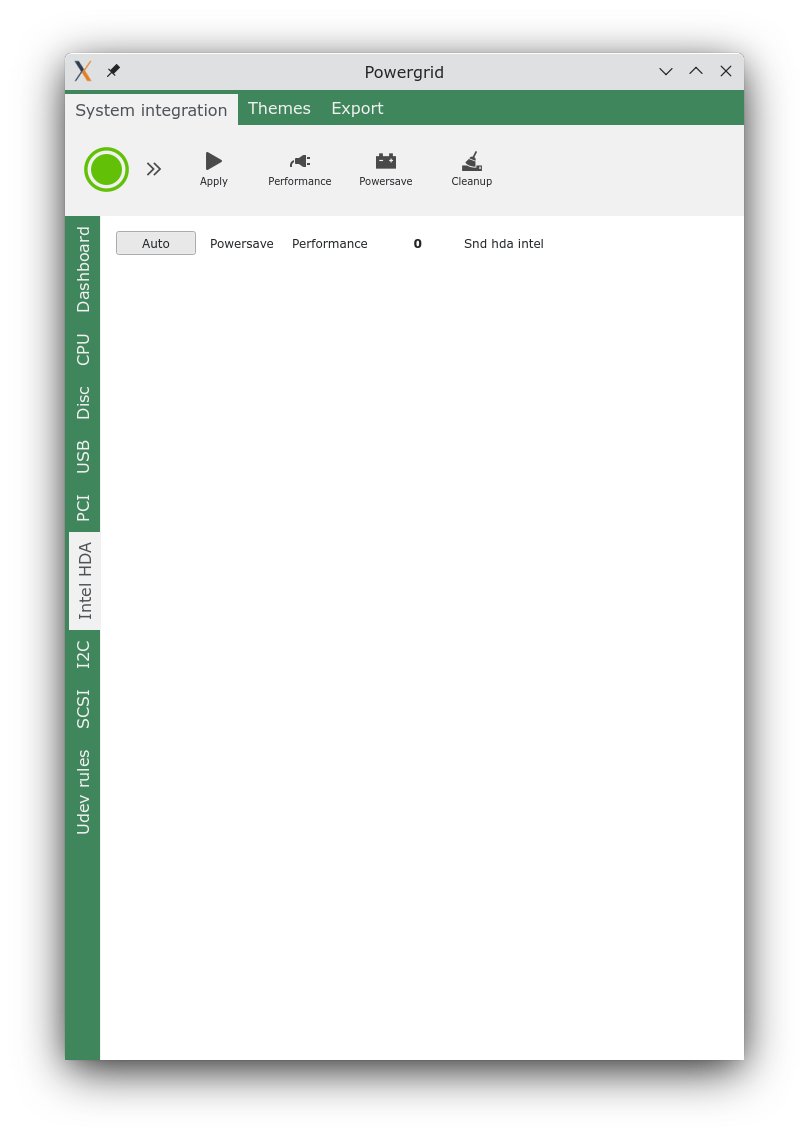 Powergrid
System integration Themes Export
Apply Performance Powersave Cleanup
Auto Powersave Performance 0 Snd hda intel
Dashboard
CPU
Disc
USB
PCI
Intel HDA
I2C
SCSI
Udev rules